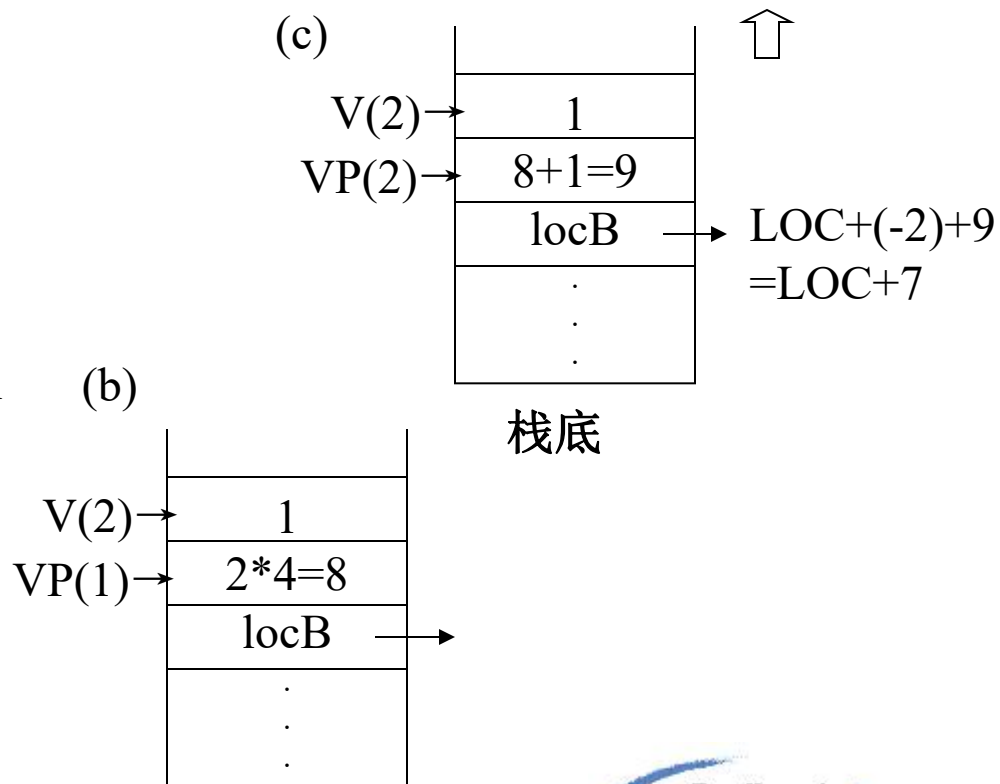 (c)
V(2) 1
VP(2) 8+1=9
locB LOC+(-2)+9
=LOC+7
栈底
(b)
V(2) 1
VP(1) 2*4=8
locB